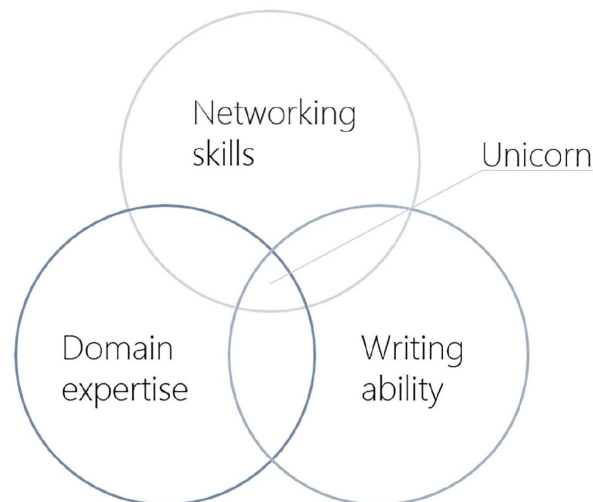 Networking
skills
Unicorn
Domain
expertise
Writing
ability